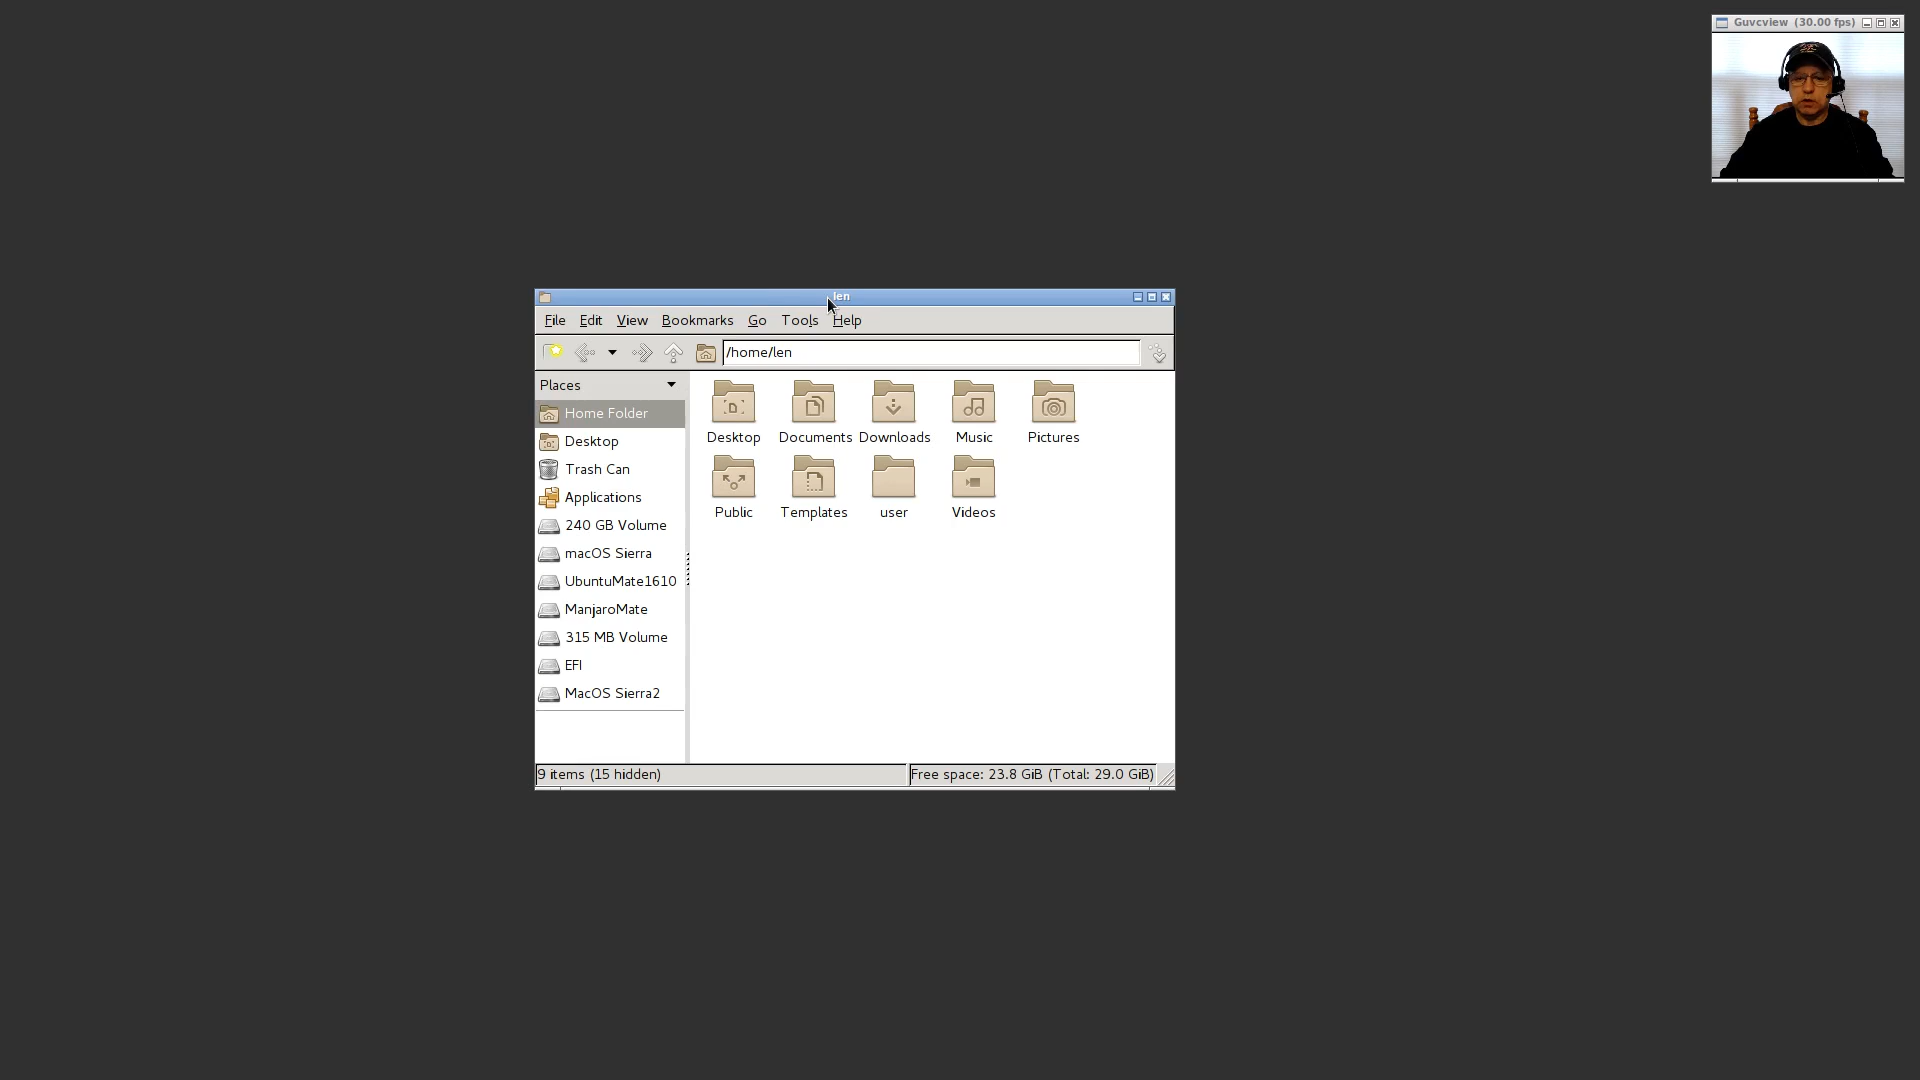 Guvcview (30.00 fps)
len
File Edit View Bookmarks Go Tools Help
/home/len
Places
Home Folder
Desktop
Trash Can
Applications
240 GB Volume
macOS Sierra
UbuntuMate1610
ManjaroMate
315 MB Volume
EFI
MacOS Sierra2
Desktop Documents Downloads Music Pictures
Public Templates user Videos
9 items (15 hidden) Free space: 23.8 GiB (Total: 29.0 GiB)